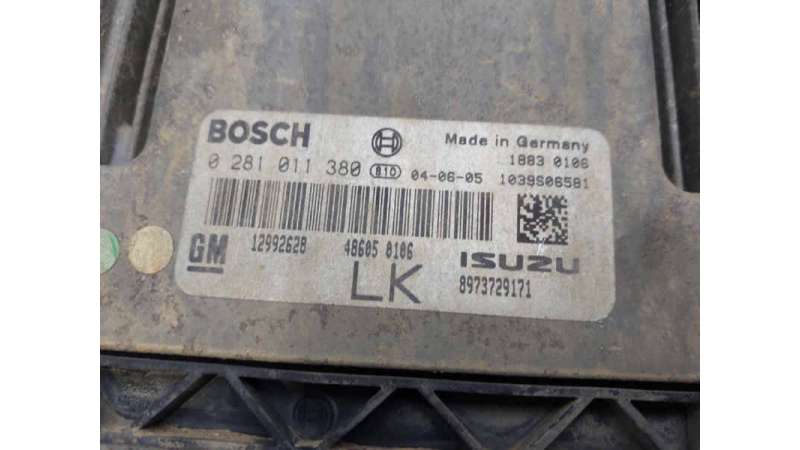 BOSCH Made in Germany
1883 0106
0 281 011 380 810 04-06-05 1039S06581
GM 12992628 48605 0106 ISUZU
LK 8973729171